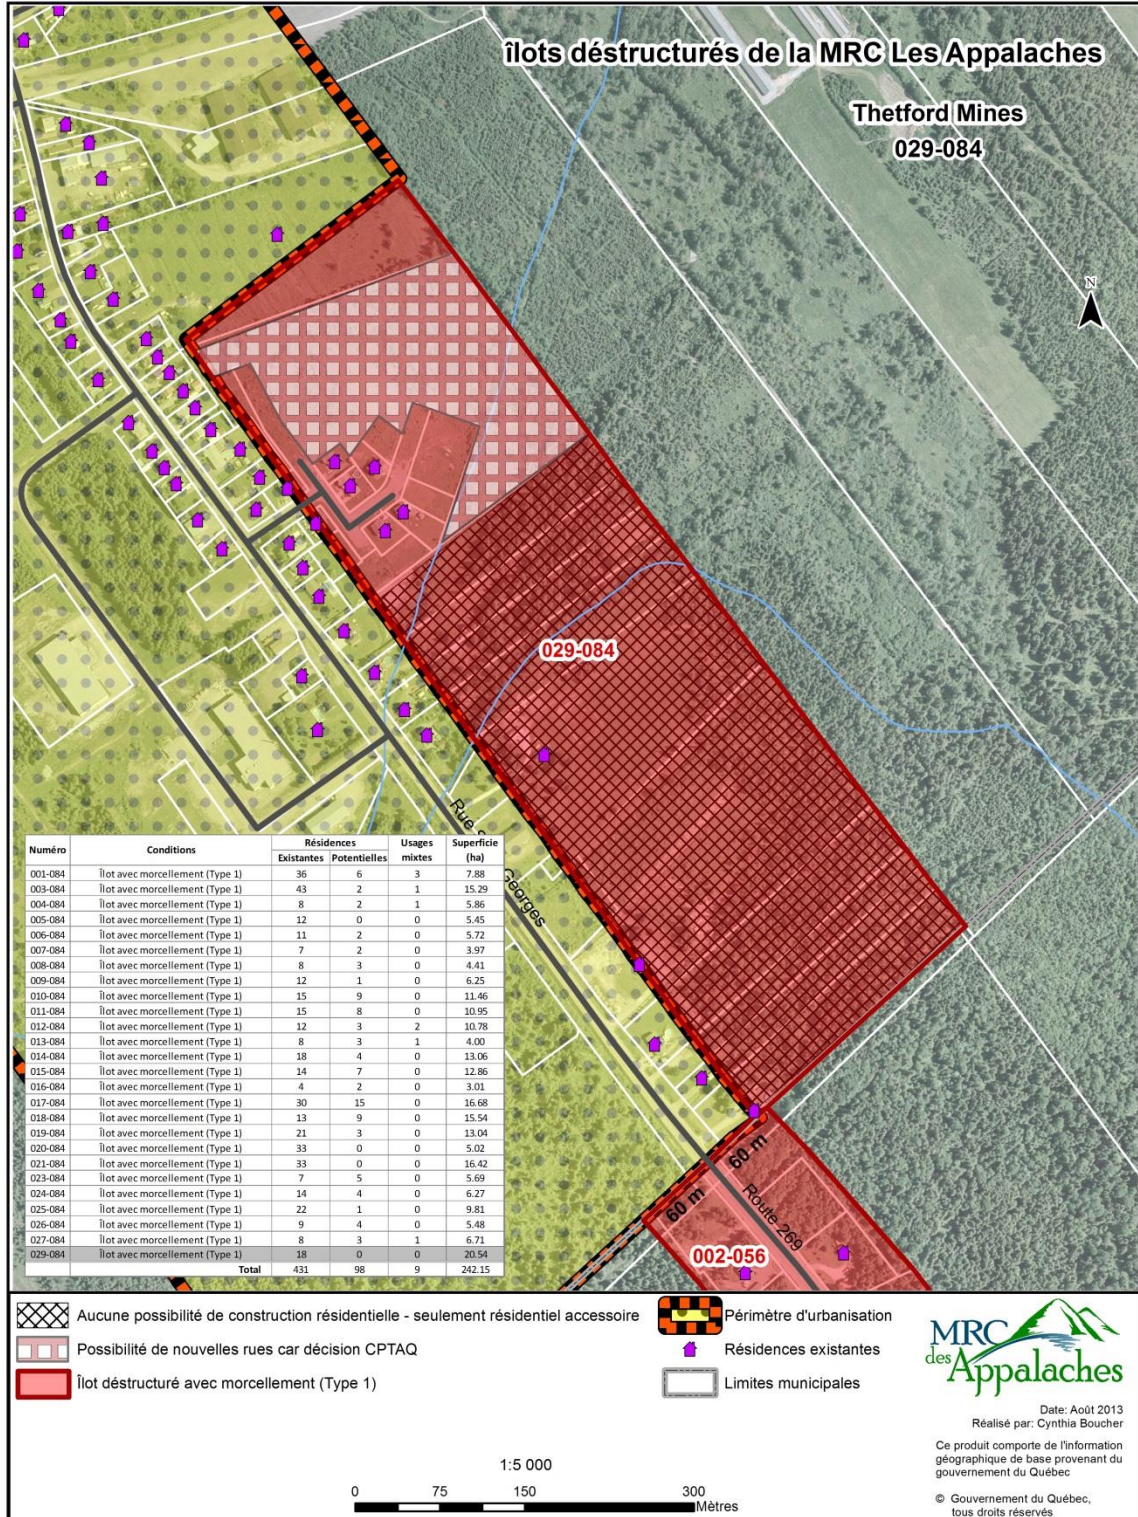 îlots déstructurés de la MRC Les Appalaches
Thetford Mines
029-084
N
029-084
Rue S
Georges
60 m
60 m
Route 269
002-056
Numéro Conditions Résidences Usages mixtes Superficie (ha)
Existantes Potentielles
001-084 Îlot avec morcellement (Type 1) 36 6 3 7.88
003-084 Îlot avec morcellement (Type 1) 43 2 1 15.29
004-084 Îlot avec morcellement (Type 1) 8 2 1 5.86
005-084 Îlot avec morcellement (Type 1) 12 0 0 5.45
006-084 Îlot avec morcellement (Type 1) 11 2 0 5.72
007-084 Îlot avec morcellement (Type 1) 7 2 0 3.97
008-084 Îlot avec morcellement (Type 1) 8 3 0 4.41
009-084 Îlot avec morcellement (Type 1) 12 1 0 6.25
010-084 Îlot avec morcellement (Type 1) 15 9 0 11.46
011-084 Îlot avec morcellement (Type 1) 15 8 0 10.95
012-084 Îlot avec morcellement (Type 1) 12 3 2 10.78
013-084 Îlot avec morcellement (Type 1) 8 3 1 4.00
014-084 Îlot avec morcellement (Type 1) 18 4 0 13.06
015-084 Îlot avec morcellement (Type 1) 14 7 0 12.86
016-084 Îlot avec morcellement (Type 1) 4 2 0 3.01
017-084 Îlot avec morcellement (Type 1) 30 15 0 16.68
018-084 Îlot avec morcellement (Type 1) 13 9 0 15.54
019-084 Îlot avec morcellement (Type 1) 21 3 0 13.04
020-084 Îlot avec morcellement (Type 1) 33 0 0 5.02
021-084 Îlot avec morcellement (Type 1) 33 0 0 16.42
023-084 Îlot avec morcellement (Type 1) 7 5 0 5.69
024-084 Îlot avec morcellement (Type 1) 14 4 0 6.27
025-084 Îlot avec morcellement (Type 1) 22 1 0 9.81
026-084 Îlot avec morcellement (Type 1) 9 4 0 5.48
027-084 Îlot avec morcellement (Type 1) 8 3 1 6.71
029-084 Îlot avec morcellement (Type 1) 18 0 0 20.54
Total 431 98 9 242.15
Aucune possibilité de construction résidentielle - seulement résidentiel accessoire
Possibilité de nouvelles rues car décision CPTAQ
Îlot déstructuré avec morcellement (Type 1)
Périmètre d'urbanisation
Résidences existantes
Limites municipales
MRC
des Appalaches
Date: Août 2013
Réalisé par: Cynthia Boucher
Ce produit comporte de l'information
géographique de base provenant du
gouvernement du Québec
© Gouvernement du Québec,
tous droits réservés
1:5 000
0 75 150 300
Mètres